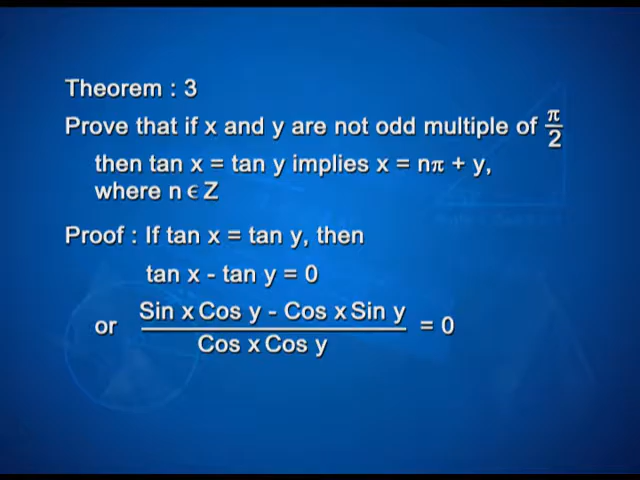 Theorem : 3
Prove that if x and y are not odd multiple of π/2
then tan x = tan y implies x = nπ + y,
where n ϵ Z
Proof : If tan x = tan y, then
tan x - tan y = 0
or (Sin x Cos y - Cos x Sin y) / (Cos x Cos y) = 0